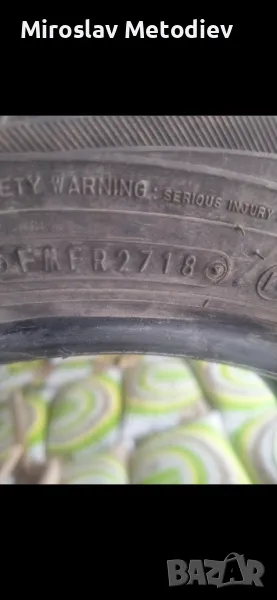 Miroslav Metodiev
ETY WARNING: SERIOUS INJURY
FMFR2718
BAZAR